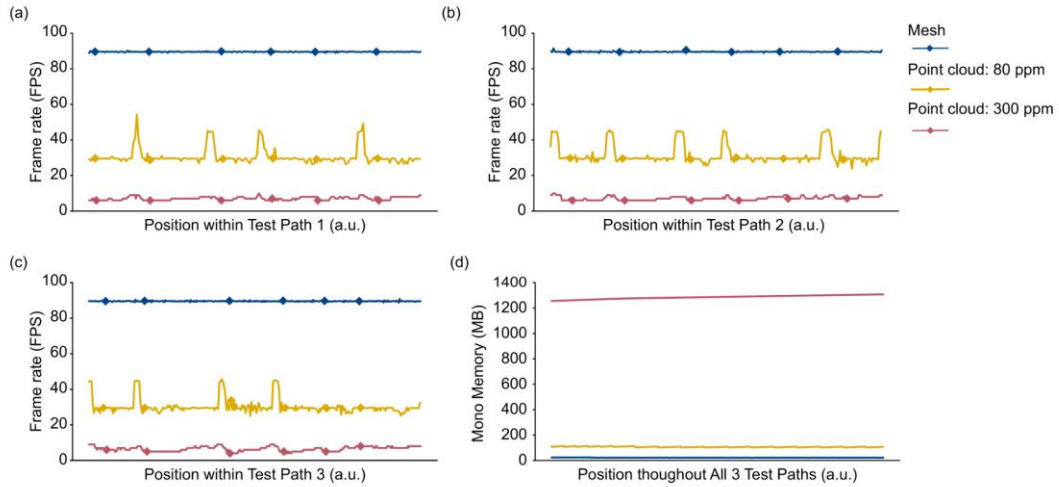 (a)
100
80
60
40
20
0
Frame rate (FPS)
Position within Test Path 1 (a.u.)
(b)
100
80
60
40
20
0
Frame rate (FPS)
Position within Test Path 2 (a.u.)
Mesh
Point cloud: 80 ppm
Point cloud: 300 ppm
(c)
100
80
60
40
20
0
Frame rate (FPS)
Position within Test Path 3 (a.u.)
(d)
1400
1200
1000
800
600
400
200
0
Mono Memory (MB)
Position thoughout All 3 Test Paths (a.u.)